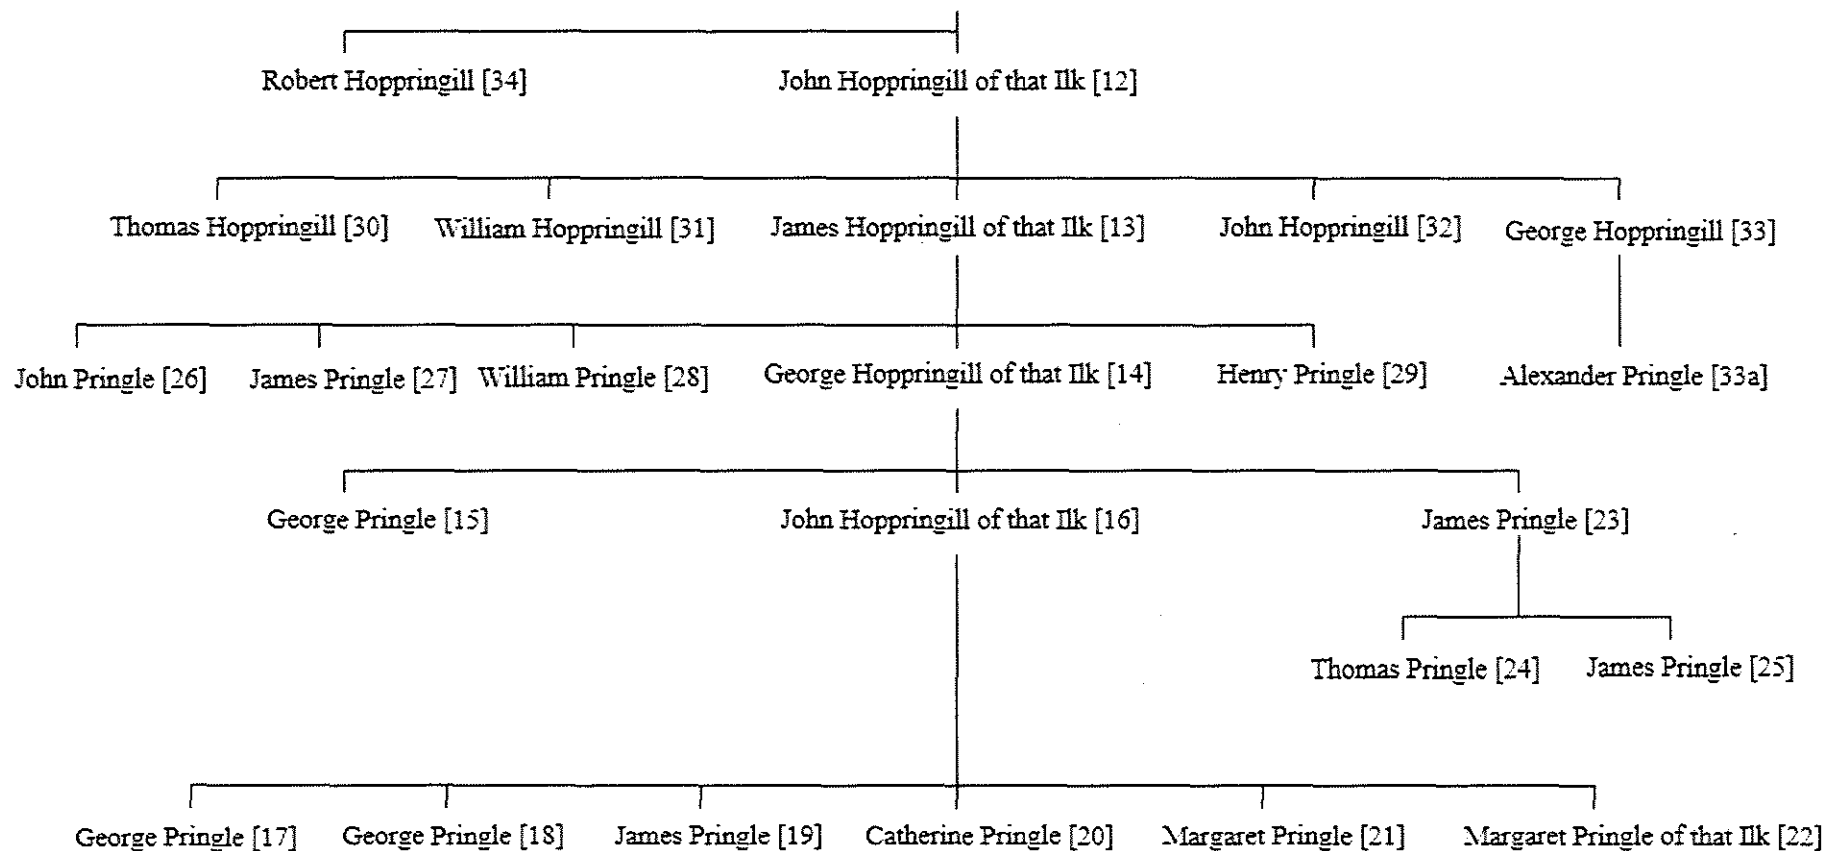 Robert Hoppringill [34] John Hoppringill of that Ilk [12]
Thomas Hoppringill [30] William Hoppringill [31] James Hoppringill of that Ilk [13] John Hoppringill [32] George Hoppringill [33]
John Pringle [26] James Pringle [27] William Pringle [28] George Hoppringill of that Ilk [14] Henry Pringle [29] Alexander Pringle [33a]
George Pringle [15] John Hoppringill of that Ilk [16] James Pringle [23]
Thomas Pringle [24] James Pringle [25]
George Pringle [17] George Pringle [18] James Pringle [19] Catherine Pringle [20] Margaret Pringle [21] Margaret Pringle of that Ilk [22]